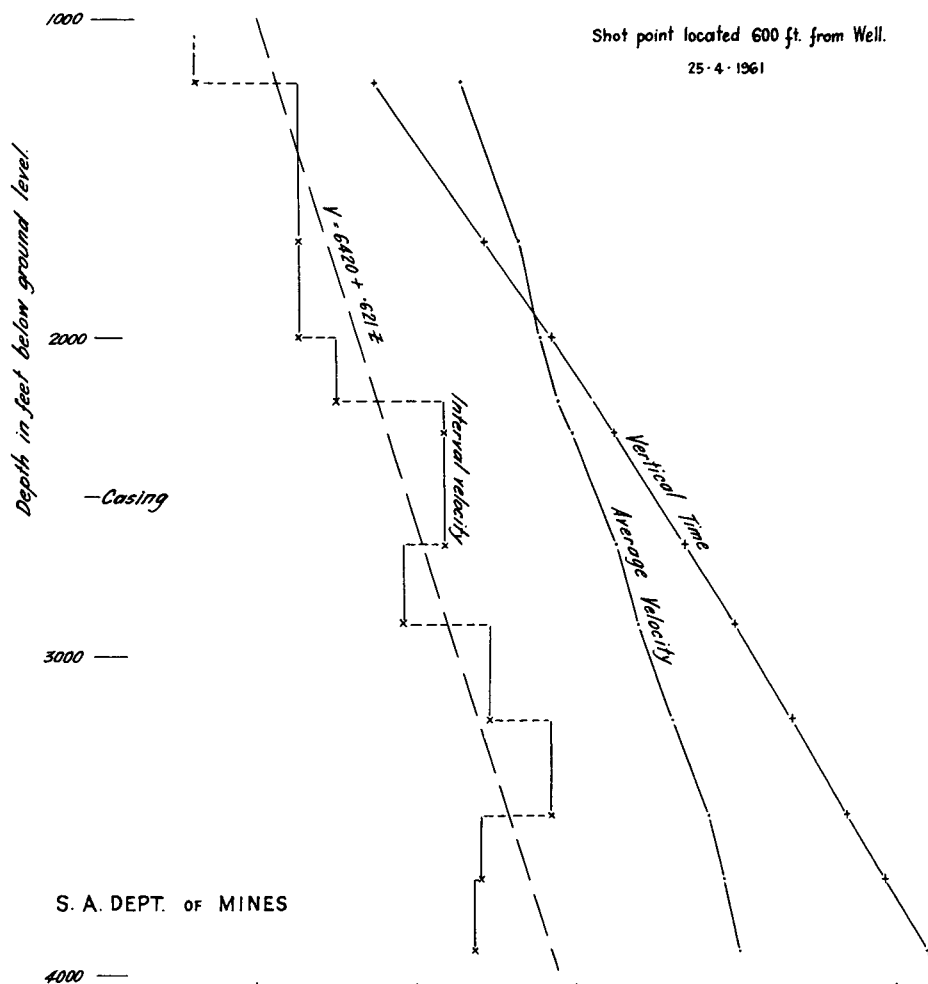 1000
Shot point located 600 ft. from Well.
25·4·1961
Depth in feet below ground level.
V = 6420 + ·621 Z
2000
Interval velocity
Vertical Time
Casing
Average Velocity
3000
S. A. DEPT. OF MINES
4000